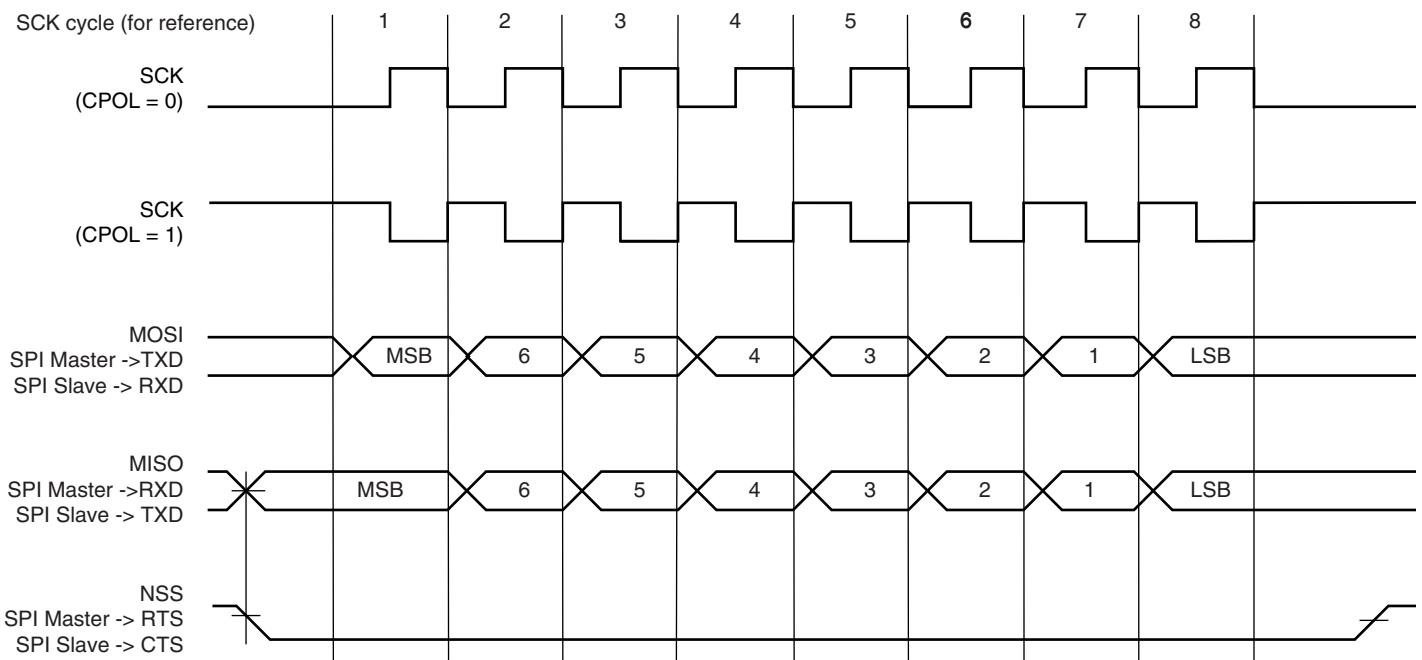 SCK cycle (for reference) 1 2 3 4 5 6 7 8
SCK
(CPOL = 0)
SCK
(CPOL = 1)
MOSI
SPI Master ->TXD
SPI Slave -> RXD
MSB 6 5 4 3 2 1 LSB
MISO
SPI Master ->RXD
SPI Slave -> TXD
MSB 6 5 4 3 2 1 LSB
NSS
SPI Master -> RTS
SPI Slave -> CTS